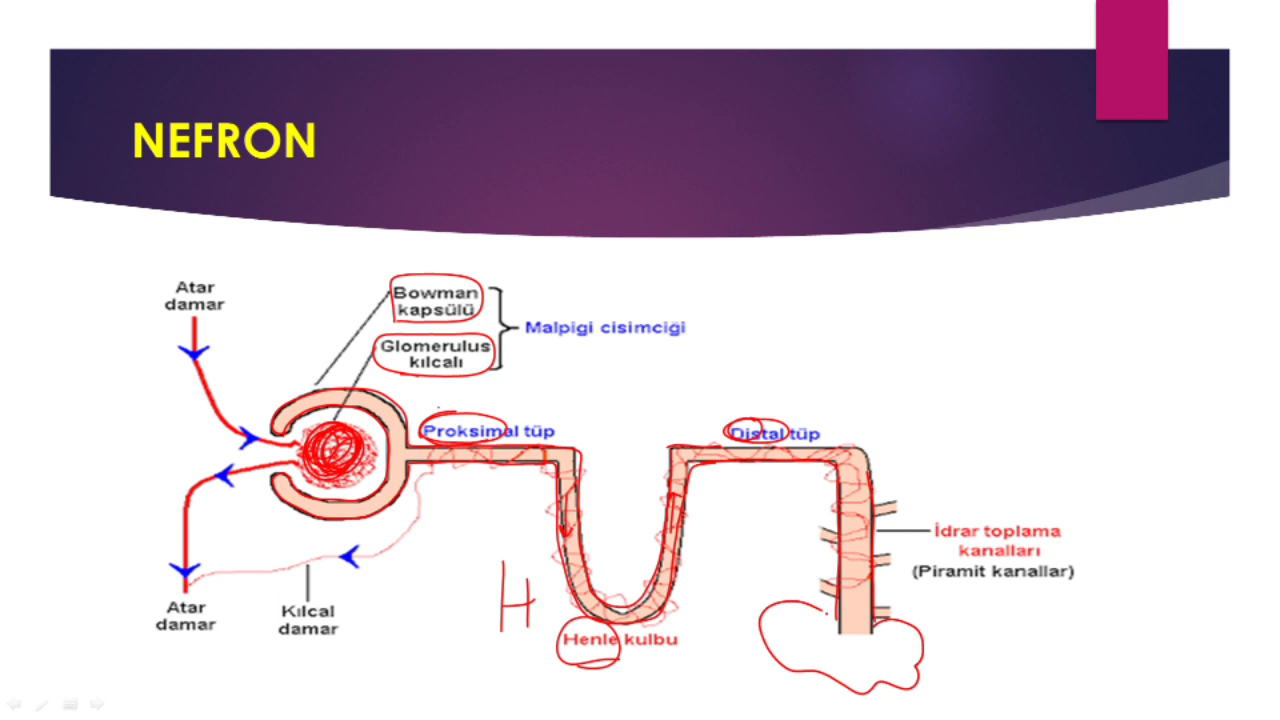 NEFRON
Atar
damar
Bowman
kapsülü
Glomerulus
kılcalı
Malpigi cisimciği
Proksimal tüp
Distal tüp
İdrar toplama
kanalları
(Piramit kanallar)
Atar
damar
Kılcal
damar
H
Henle kulbu